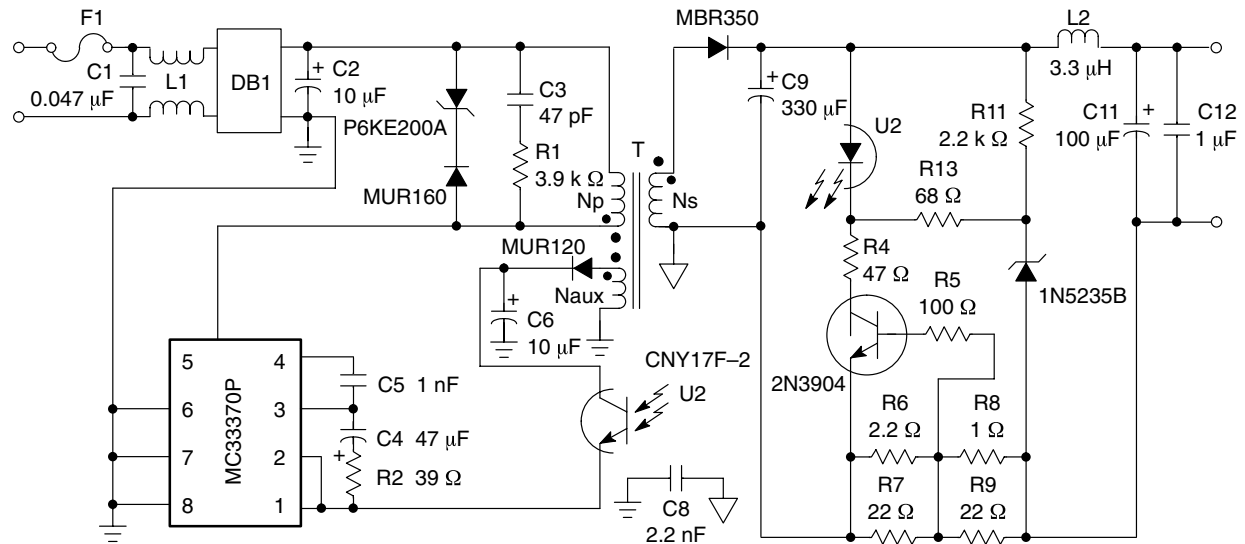 F1
C1
0.047 μF
L1
DB1
+
C2
10 μF
P6KE200A
MUR160
C3
47 pF
R1
3.9 k Ω
T
Np
Ns
MUR120
Naux
+
C6
10 μF
MBR350
+
C9
330 μF
U2
R13
68 Ω
R11
2.2 k Ω
L2
3.3 μH
C11
+
100 μF
C12
1 μF
R4
47 Ω
R5
100 Ω
1N5235B
2N3904
R6
2.2 Ω
R8
1 Ω
R7
22 Ω
R9
22 Ω
CNY17F–2
U2
C8
2.2 nF
MC33370P
5
4
6
3
7
2
8
1
C5 1 nF
C4 47 μF
+
R2 39 Ω